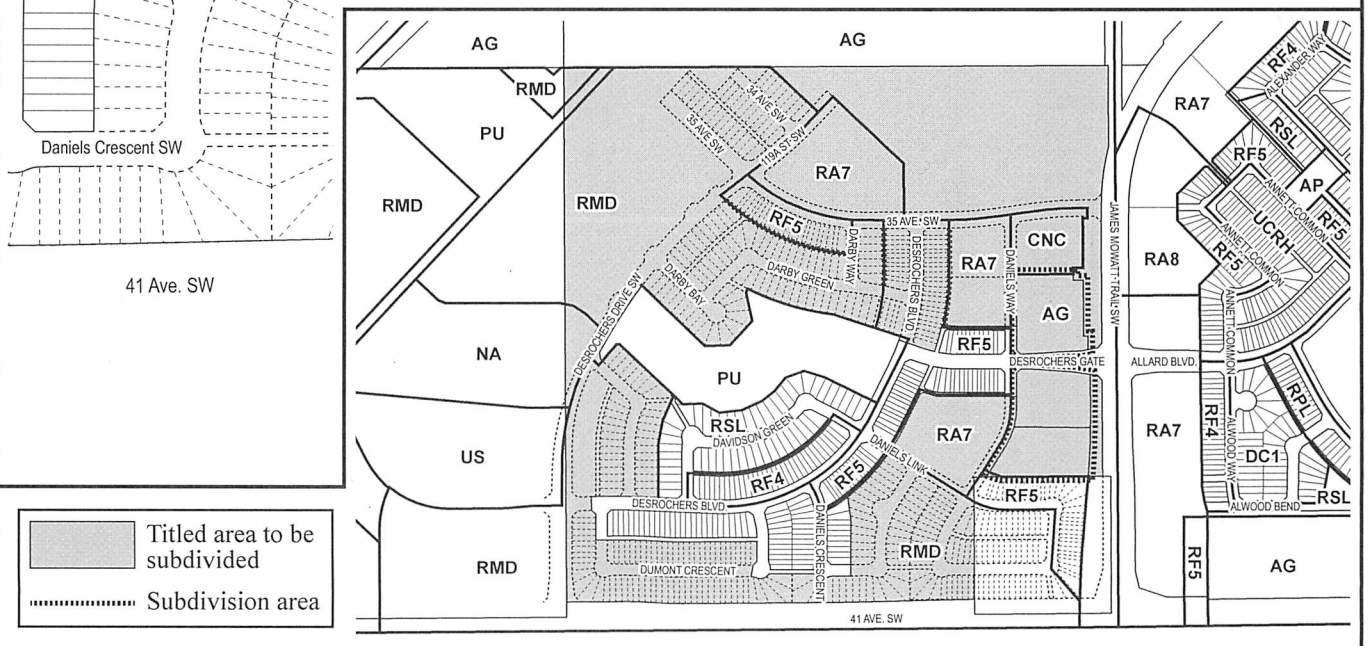 Daniels Crescent SW
41 Ave. SW
Titled area to be
subdivided
Subdivision area
AG
AG
RMD
PU
RMD
RMD
34 AVE SW
35 AVE SW
119A ST SW
RA7
RF4
ALEXANDER WAY
RA7
RSL
RF5
AP
ANNETT COMMON
RF5
UCRH
ANNETT COMMON
RF5
35 AVE. SW
RF5
DARBY WAY
DESROCHERS BLVD
CNC
RA7
DANIELS WAY
JAMES MOWATT TRAIL SW
RA8
DARBY GREEN
DARBY BAY
AG
DESROCHERS DRIVE SW
NA
RF5
DESROCHERS GATE
ALLARD BLVD.
ANNETT COMMON
PU
RSL
DAVIDSON GREEN
RA7
RA7
RPL
RF4
ALWOOD WAY
DC1
US
DANIELS LINK
RF4
RF5
RF5
RSL
DESROCHERS BLVD
ALWOOD BEND
DANIELS CRESCENT
RMD
RMD
DUMONT CRESCENT
RF5
AG
41 AVE. SW